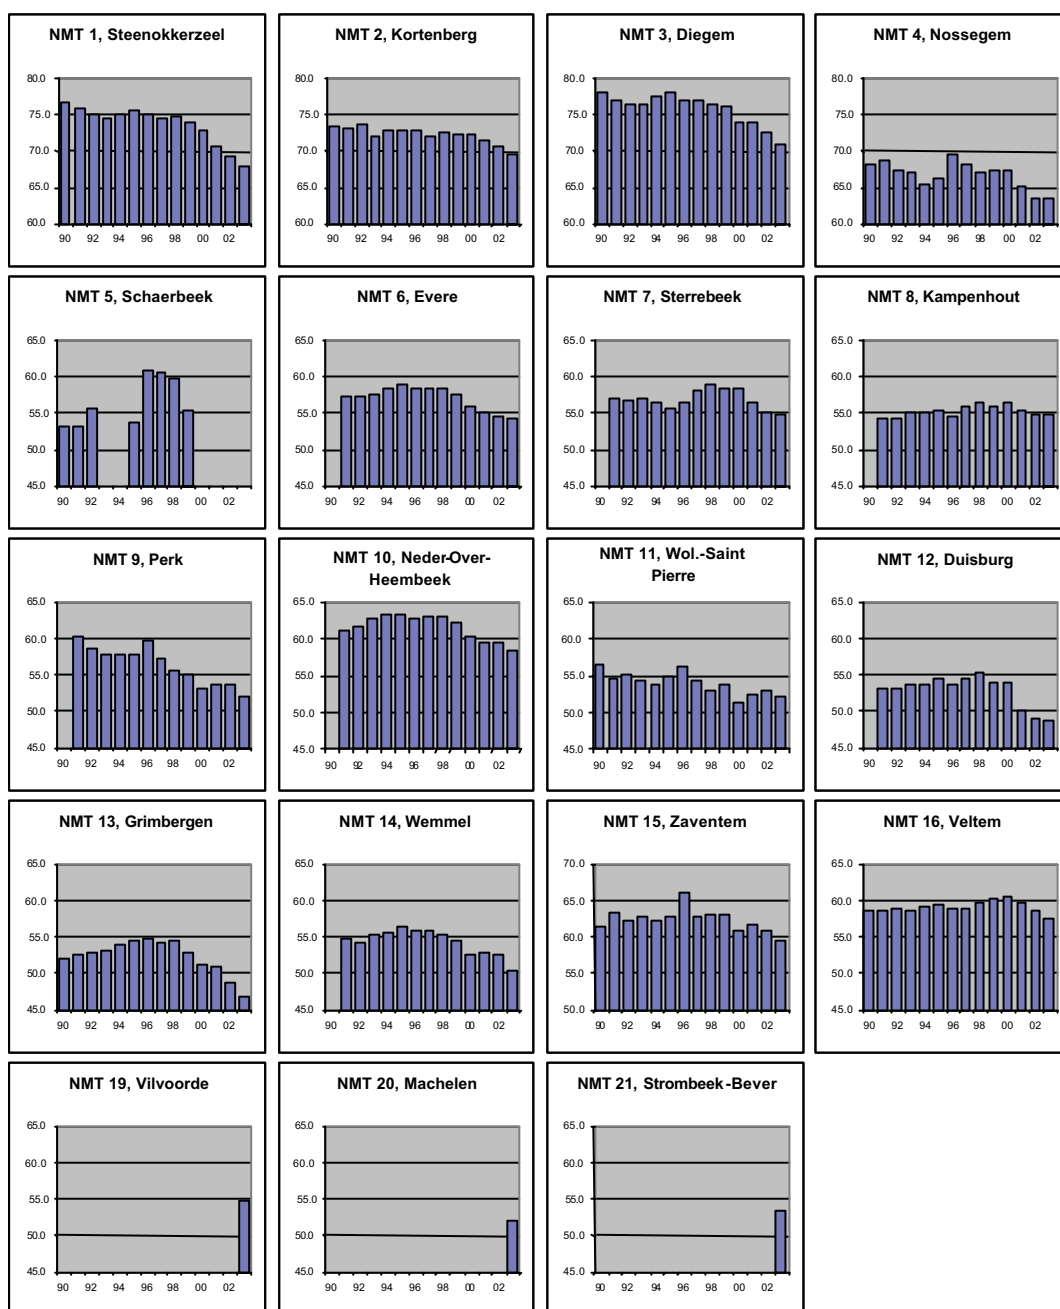 NMT 1, Steenokkerzeel
80.0
75.0
70.0
65.0
60.0
90 92 94 96 98 00 02
NMT 2, Kortenberg
80.0
75.0
70.0
65.0
60.0
90 92 94 96 98 00 02
NMT 3, Diegem
80.0
75.0
70.0
65.0
60.0
90 92 94 96 98 00 02
NMT 4, Nossegem
80.0
75.0
70.0
65.0
60.0
90 92 94 96 98 00 02
NMT 5, Schaerbeek
65.0
60.0
55.0
50.0
45.0
90 92 94 96 98 00 02
NMT 6, Evere
65.0
60.0
55.0
50.0
45.0
90 92 94 96 98 00 02
NMT 7, Sterrebeek
65.0
60.0
55.0
50.0
45.0
90 92 94 96 98 00 02
NMT 8, Kampenhout
65.0
60.0
55.0
50.0
45.0
90 92 94 96 98 00 02
NMT 9, Perk
65.0
60.0
55.0
50.0
45.0
90 92 94 96 98 00 02
NMT 10, Neder-Over-
Heembeek
65.0
60.0
55.0
50.0
45.0
90 92 94 96 98 00 02
NMT 11, Wol.-Saint
Pierre
65.0
60.0
55.0
50.0
45.0
90 92 94 96 98 00 02
NMT 12, Duisburg
65.0
60.0
55.0
50.0
45.0
90 92 94 96 98 00 02
NMT 13, Grimbergen
65.0
60.0
55.0
50.0
45.0
90 92 94 96 98 00 02
NMT 14, Wemmel
65.0
60.0
55.0
50.0
45.0
90 92 94 96 98 00 02
NMT 15, Zaventem
70.0
65.0
60.0
55.0
50.0
90 92 94 96 98 00 02
NMT 16, Veltem
65.0
60.0
55.0
50.0
45.0
90 92 94 96 98 00 02
NMT 19, Vilvoorde
65.0
60.0
55.0
50.0
45.0
90 92 94 96 98 00 02
NMT 20, Machelen
65.0
60.0
55.0
50.0
45.0
90 92 94 96 98 00 02
NMT 21, Strombeek-Bever
65.0
60.0
55.0
50.0
45.0
90 92 94 96 98 00 02